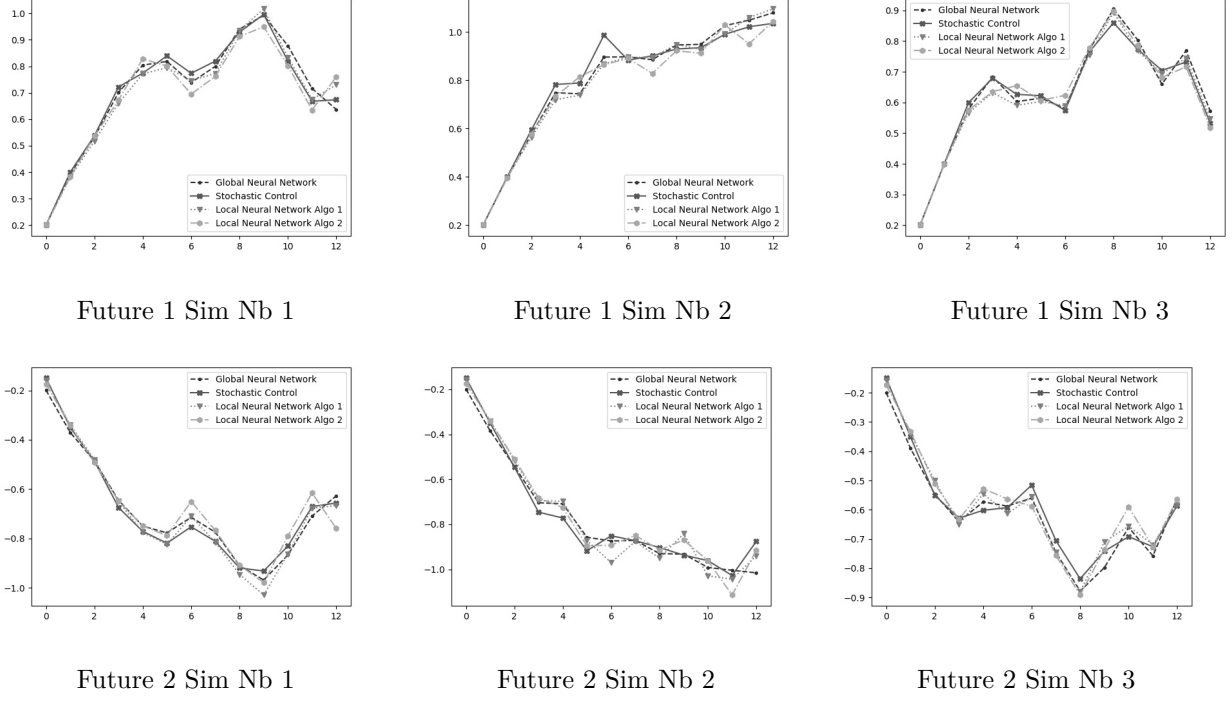 1.0
0.9
0.8
0.7
0.6
0.5
0.4
0.3
0.2
0 2 4 6 8 10 12
Global Neural Network
Stochastic Control
Local Neural Network Algo 1
Local Neural Network Algo 2
Future 1 Sim Nb 1
1.0
0.8
0.6
0.4
0.2
0 2 4 6 8 10 12
Global Neural Network
Stochastic Control
Local Neural Network Algo 1
Local Neural Network Algo 2
Future 1 Sim Nb 2
0.9
0.8
0.7
0.6
0.5
0.4
0.3
0.2
0 2 4 6 8 10 12
Global Neural Network
Stochastic Control
Local Neural Network Algo 1
Local Neural Network Algo 2
Future 1 Sim Nb 3
−0.2
−0.4
−0.6
−0.8
−1.0
0 2 4 6 8 10 12
Global Neural Network
Stochastic Control
Local Neural Network Algo 1
Local Neural Network Algo 2
Future 2 Sim Nb 1
−0.2
−0.4
−0.6
−0.8
−1.0
0 2 4 6 8 10 12
Global Neural Network
Stochastic Control
Local Neural Network Algo 1
Local Neural Network Algo 2
Future 2 Sim Nb 2
−0.2
−0.3
−0.4
−0.5
−0.6
−0.7
−0.8
−0.9
0 2 4 6 8 10 12
Global Neural Network
Stochastic Control
Local Neural Network Algo 1
Local Neural Network Algo 2
Future 2 Sim Nb 3